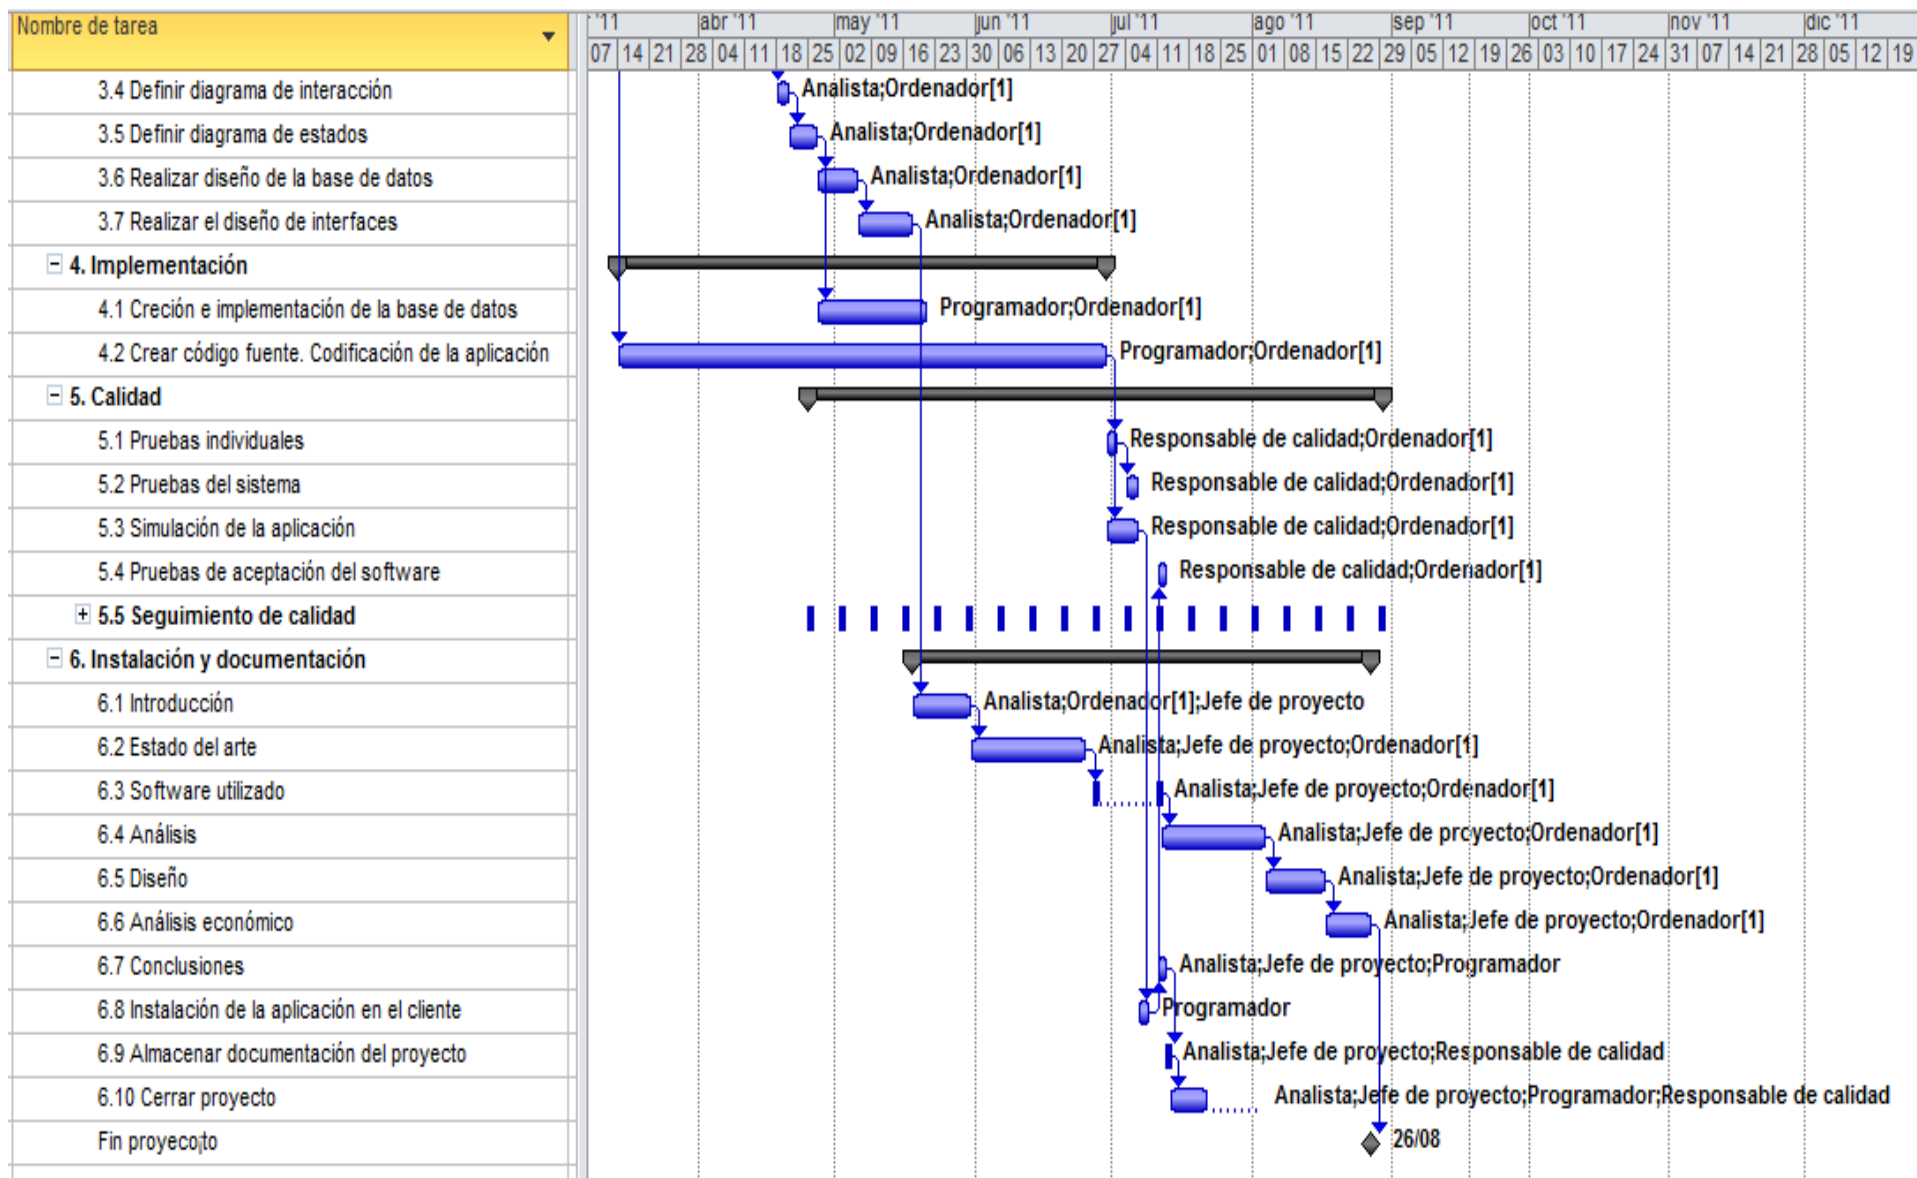 Nombre de tarea
'11 abr '11 may '11 jun '11 jul '11 ago '11 sep '11 oct '11 nov '11 dic '11
07 14 21 28 04 11 18 25 02 09 16 23 30 06 13 20 27 04 11 18 25 01 08 15 22 29 05 12 19 26 03 10 17 24 31 07 14 21 28 05 12 19
3.4 Definir diagrama de interacción Analista;Ordenador[1]
3.5 Definir diagrama de estados Analista;Ordenador[1]
3.6 Realizar diseño de la base de datos Analista;Ordenador[1]
3.7 Realizar el diseño de interfaces Analista;Ordenador[1]
4. Implementación
4.1 Creción e implementación de la base de datos Programador;Ordenador[1]
4.2 Crear código fuente. Codificación de la aplicación Programador;Ordenador[1]
5. Calidad
5.1 Pruebas individuales Responsable de calidad;Ordenador[1]
5.2 Pruebas del sistema Responsable de calidad;Ordenador[1]
5.3 Simulación de la aplicación Responsable de calidad;Ordenador[1]
5.4 Pruebas de aceptación del software Responsable de calidad;Ordenador[1]
5.5 Seguimiento de calidad
6. Instalación y documentación
6.1 Introducción Analista;Ordenador[1];Jefe de proyecto
6.2 Estado del arte Analista;Jefe de proyecto;Ordenador[1]
6.3 Software utilizado Analista;Jefe de proyecto;Ordenador[1]
6.4 Análisis Analista;Jefe de proyecto;Ordenador[1]
6.5 Diseño Analista;Jefe de proyecto;Ordenador[1]
6.6 Análisis económico Analista;Jefe de proyecto;Ordenador[1]
6.7 Conclusiones Analista;Jefe de proyecto;Programador
6.8 Instalación de la aplicación en el cliente Programador
6.9 Almacenar documentación del proyecto Analista;Jefe de proyecto;Responsable de calidad
6.10 Cerrar proyecto Analista;Jefe de proyecto;Programador;Responsable de calidad
Fin proyecoto 26/08